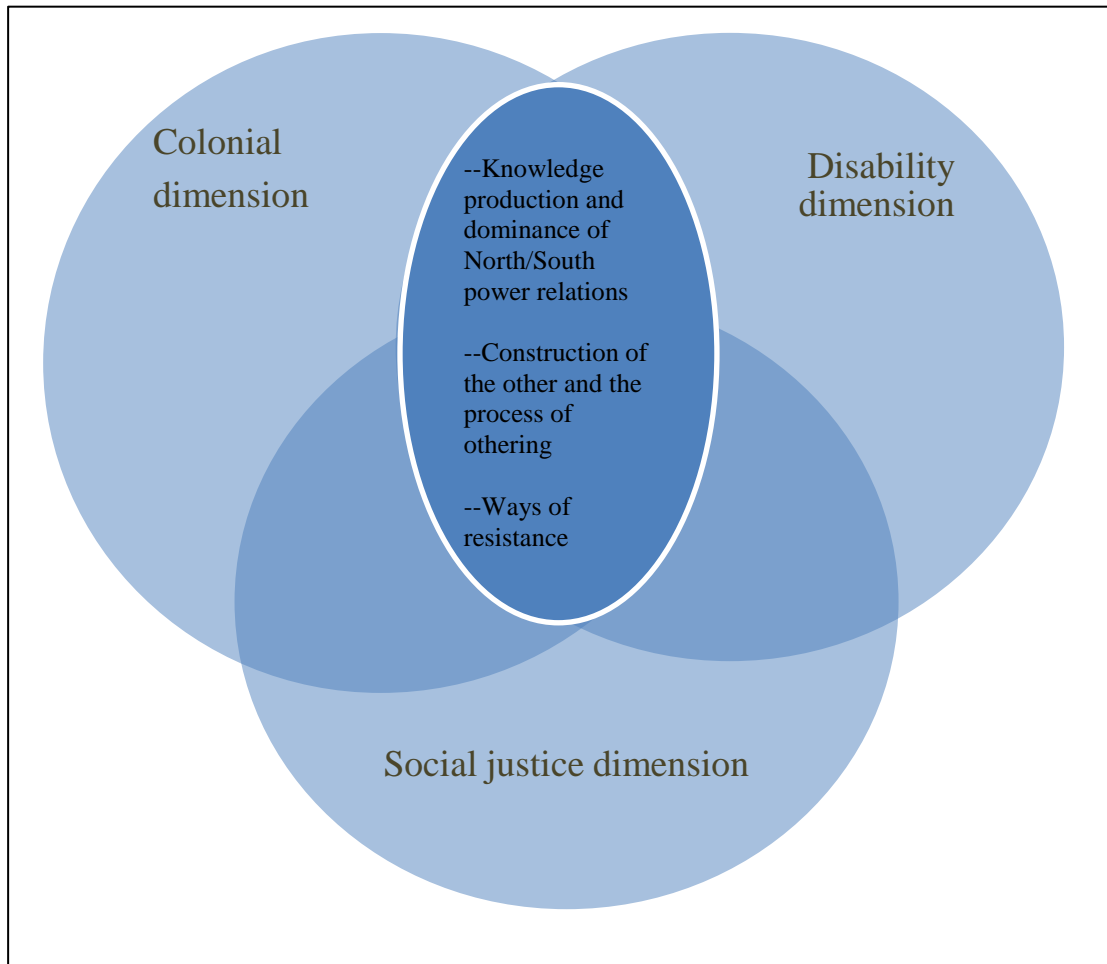 Colonial
dimension
--Knowledge
production and
dominance of
North/South
power relations
--Construction of
the other and the
process of
othering
--Ways of
resistance
Disability
dimension
Social justice dimension